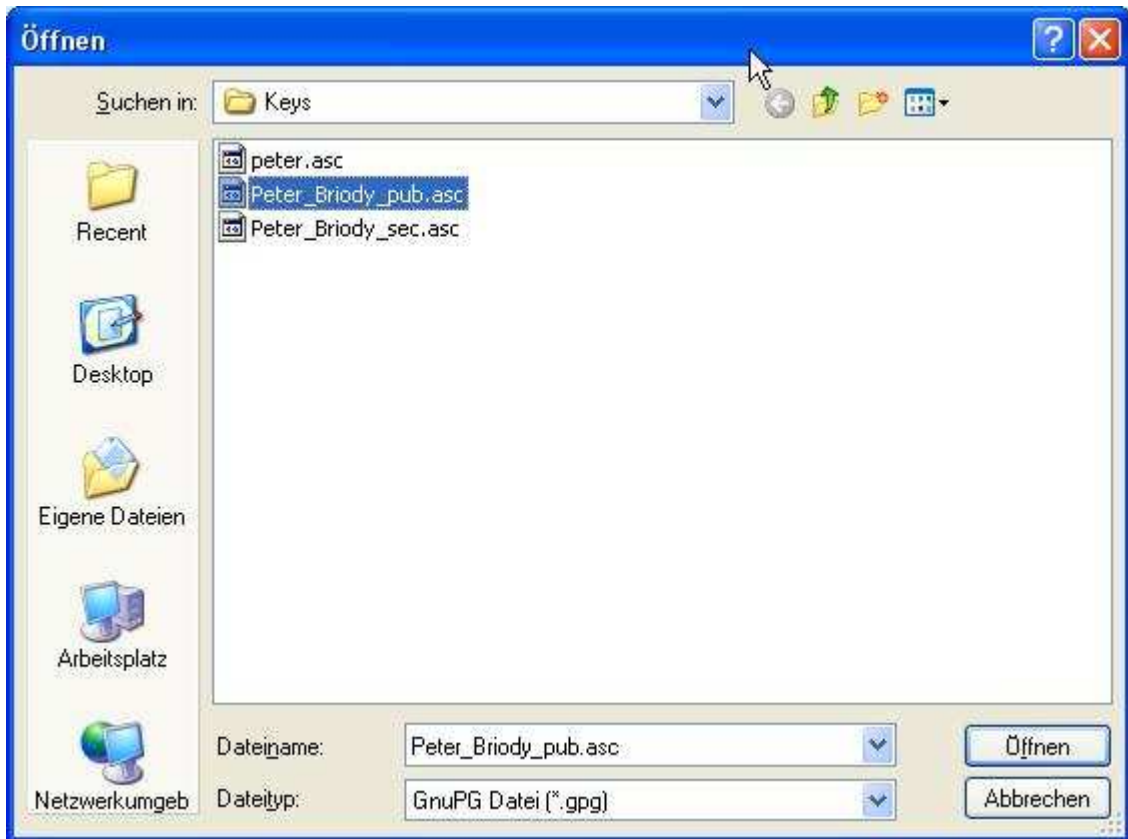 Öffnen
Suchen in: Keys
peter.asc
Peter_Briody_pub.asc
Peter_Briody_sec.asc
Recent
Desktop
Eigene Dateien
Arbeitsplatz
Netzwerkumgeb
Dateiname: Peter_Briody_pub.asc Öffnen
Dateityp: GnuPG Datei (*.gpg) Abbrechen